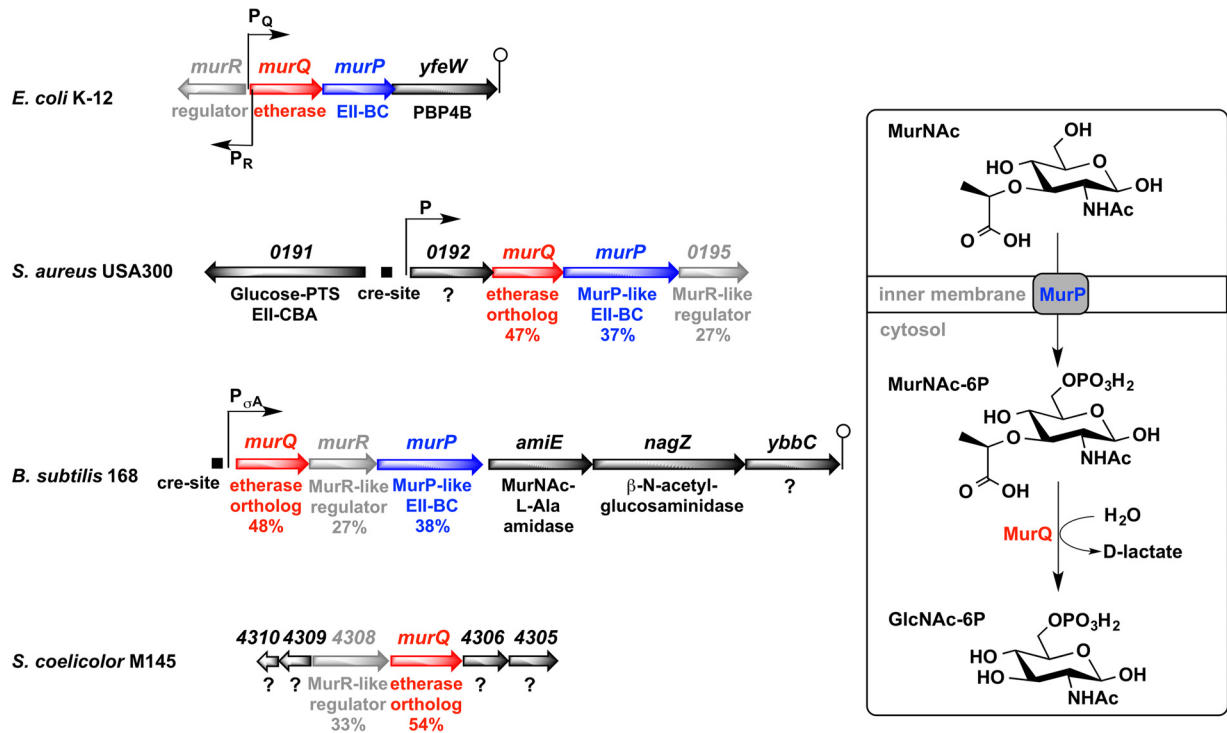 P_Q
murR murQ murP yfeW
E. coli K-12
regulator etherase EII-BC PBP4B
P_R
P
0191 0192 murQ murP 0195
S. aureus USA300
Glucose-PTS cre-site ? etherase MurP-like MurR-like
EII-CBA ortholog EII-BC regulator
47% 37% 27%
P_σA
murQ murR murP amiE nagZ ybbC
B. subtilis 168
cre-site etherase MurR-like MurP-like MurNAc- β-N-acetyl- ?
ortholog regulator EII-BC L-Ala glucosaminidase
48% 27% 38% amidase
4310 4309 4308 murQ 4306 4305
S. coelicolor M145
? ? MurR-like etherase ? ?
regulator ortholog
33% 54%
MurNAc
OH
HO O
O OH
NHAc
O OH
inner membrane MurP
cytosol
MurNAc-6P
OPO3H2
HO O
O OH
NHAc
O OH
MurQ H2O
D-lactate
GlcNAc-6P
OPO3H2
HO O
HO OH
NHAc